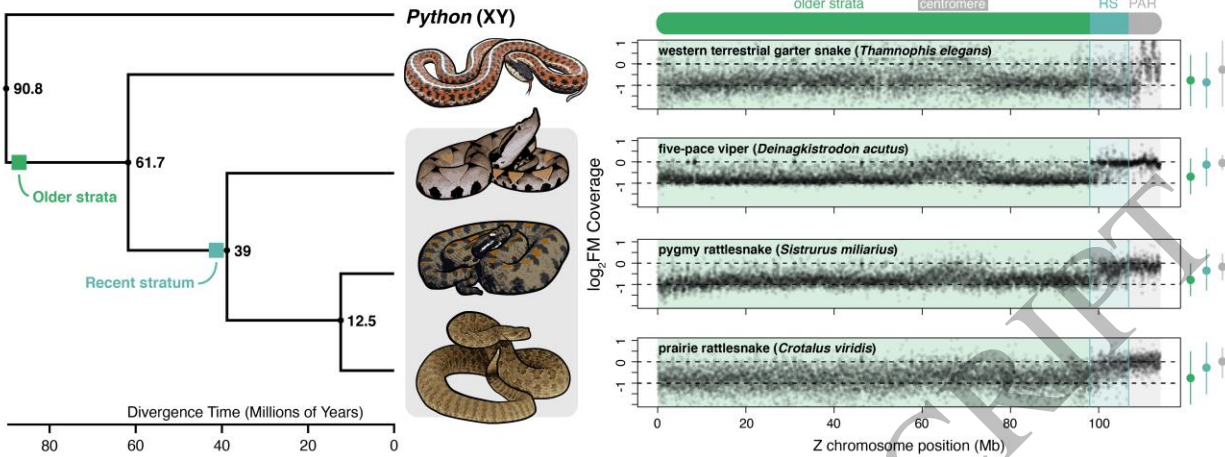 Python (XY)
90.8
61.7
Older strata
39
Recent stratum
12.5
Divergence Time (Millions of Years)
80 60 40 20 0
older strata centromere RS PAR
log2FM Coverage
western terrestrial garter snake (Thamnophis elegans)
1
0
-1
five-pace viper (Deinagkistrodon acutus)
1
0
-1
pygmy rattlesnake (Sistrurus miliarius)
1
0
-1
prairie rattlesnake (Crotalus viridis)
1
0
-1
0 20 40 60 80 100
Z chromosome position (Mb)
CRIPT